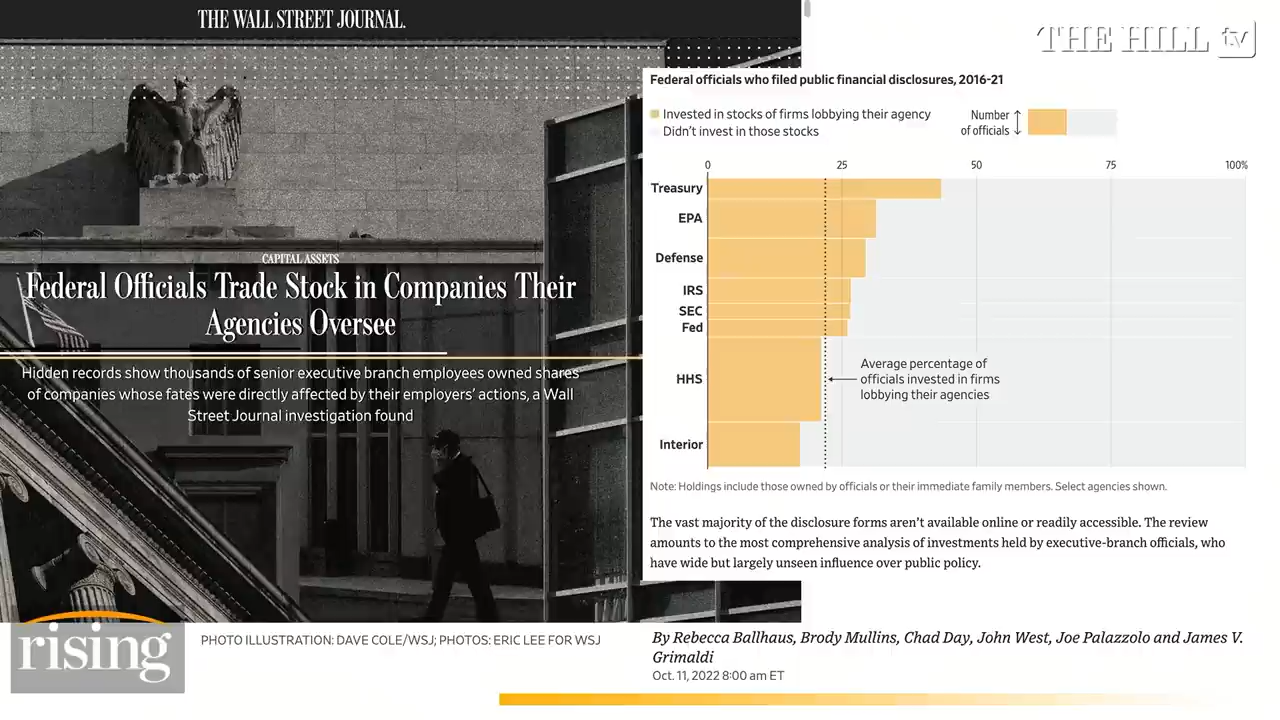 THE WALL STREET JOURNAL.
THE HILL tv
CAPITAL ASSETS
Federal Officials Trade Stock in Companies Their
Agencies Oversee
Hidden records show thousands of senior executive branch employees owned shares
of companies whose fates were directly affected by their employers' actions, a Wall
Street Journal investigation found
Federal officials who filed public financial disclosures, 2016-21
Invested in stocks of firms lobbying their agency
Didn't invest in those stocks
Number
of officials
0 25 50 75 100%
Treasury
EPA
Defense
IRS
SEC
Fed
HHS
Interior
Average percentage of
officials invested in firms
lobbying their agencies
Note: Holdings include those owned by officials or their immediate family members. Select agencies shown.
The vast majority of the disclosure forms aren't available online or readily accessible. The review
amounts to the most comprehensive analysis of investments held by executive-branch officials, who
have wide but largely unseen influence over public policy.
rising
PHOTO ILLUSTRATION: DAVE COLE/WSJ; PHOTOS: ERIC LEE FOR WSJ
By Rebecca Ballhaus, Brody Mullins, Chad Day, John West, Joe Palazzolo and James V.
Grimaldi
Oct. 11, 2022 8:00 am ET